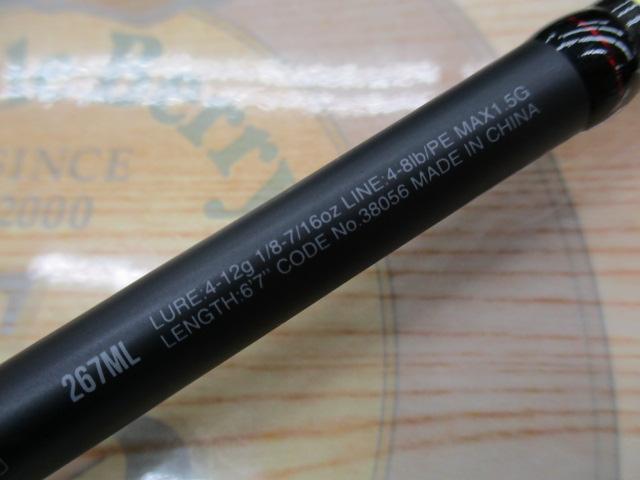 Berry
SINCE
2000
267ML
LURE:4-12g 1/8-7/16oz LINE:4-8lb/PE MAX1.5G
LENGTH:6'7" CODE No.38056 MADE IN CHINA